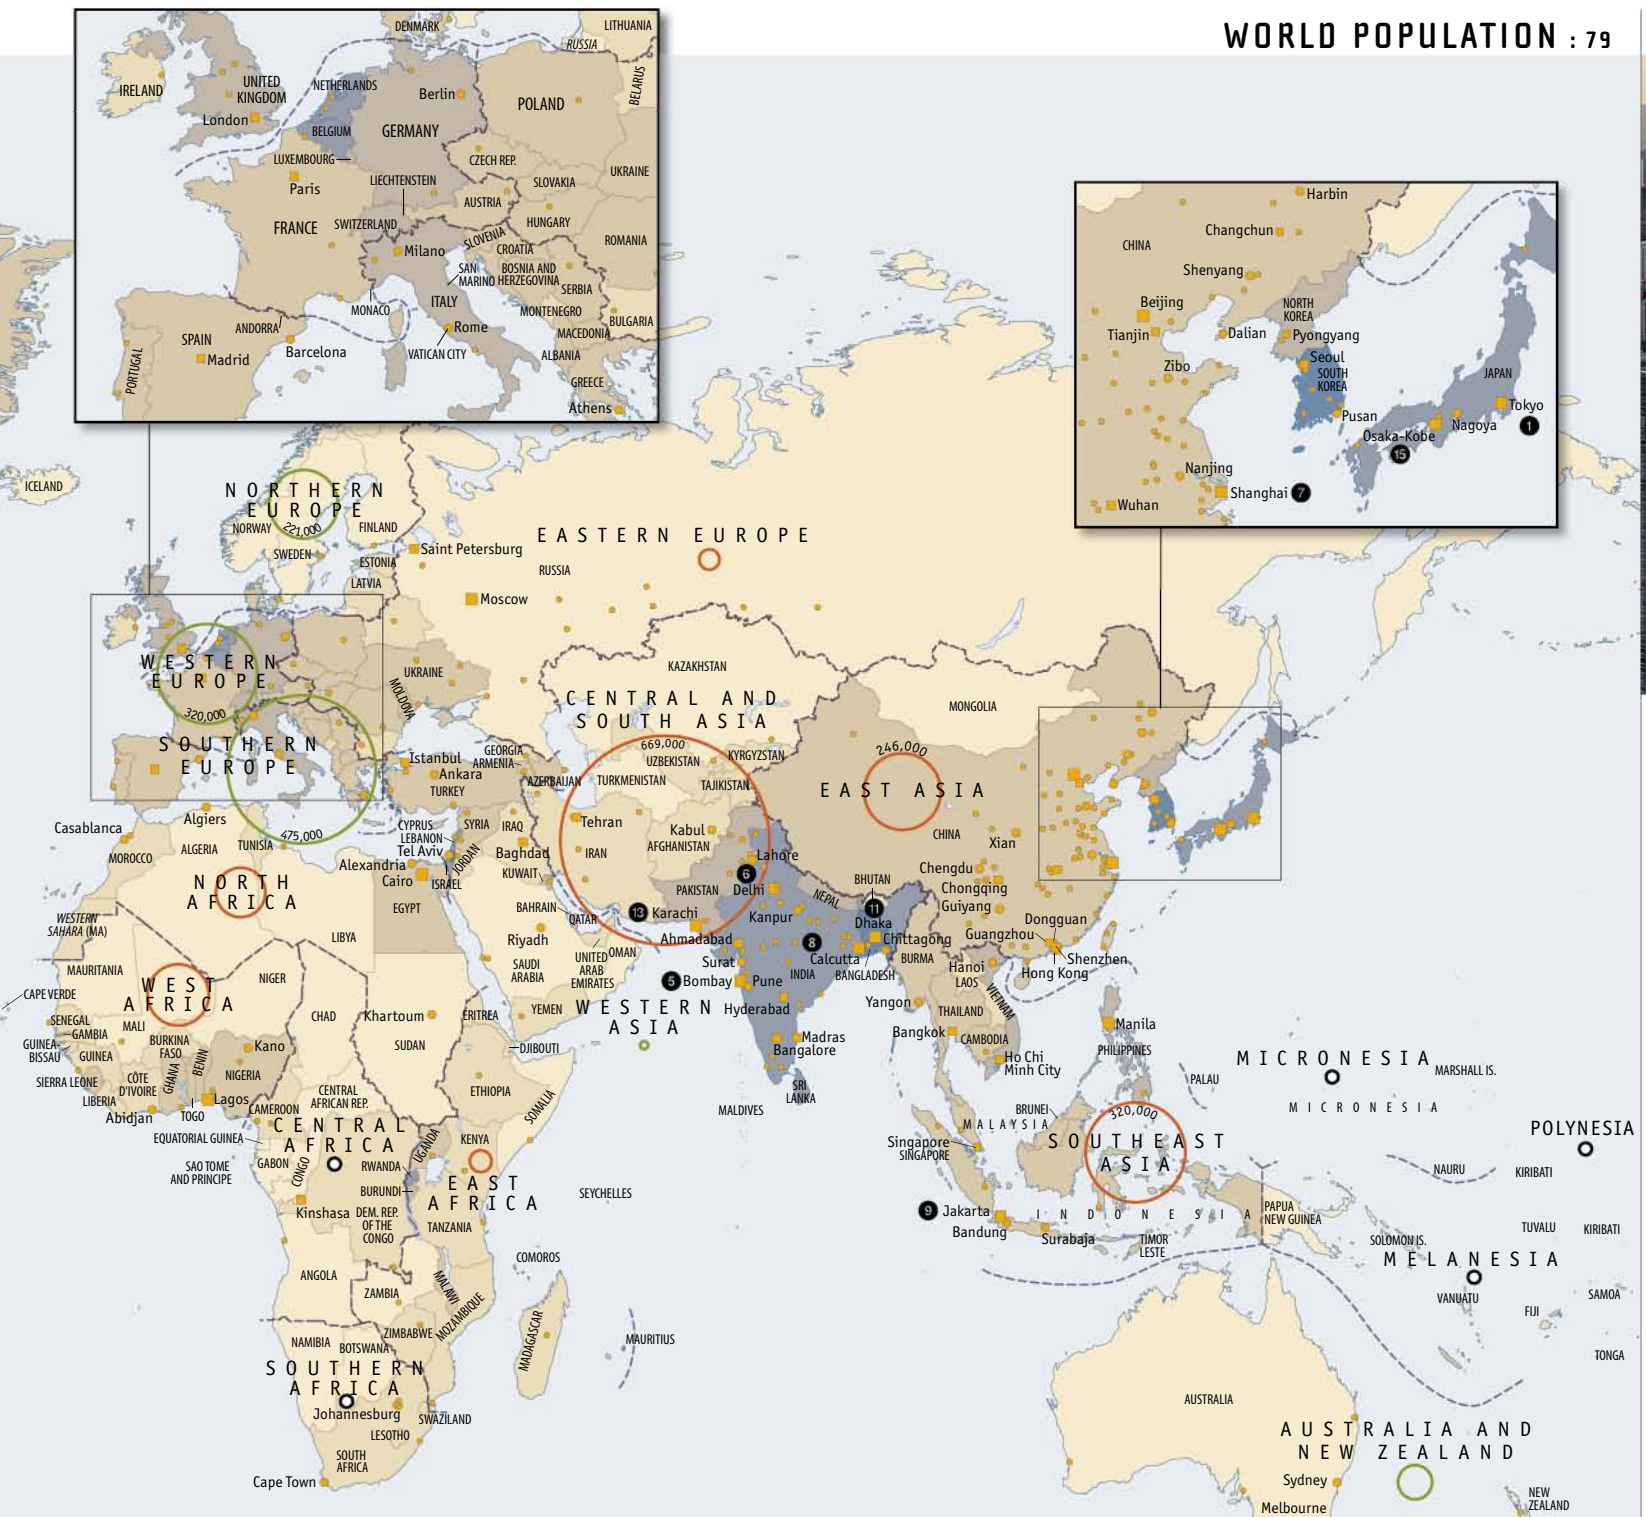 WORLD POPULATION : 79
DENMARK
LITHUANIA
RUSSIA
IRELAND
UNITED
KINGDOM
NETHERLANDS
BELARUS
Berlin
POLAND
London
BELGIUM
GERMANY
LUXEMBOURG
CZECH REP.
UKRAINE
Paris
LIECHTENSTEIN
SLOVAKIA
AUSTRIA
FRANCE
SWITZERLAND
HUNGARY
SLOVENIA
ROMANIA
Milano
CROATIA
SAN
MARINO
BOSNIA AND
HERZEGOVINA
SERBIA
MONACO
ITALY
MONTENEGRO
ANDORRA
BULGARIA
SPAIN
Rome
MACEDONIA
Barcelona
VATICAN CITY
ALBANIA
Madrid
PORTUGAL
GREECE
Athens
Harbin
Changchun
CHINA
Shenyang
Beijing
NORTH
KOREA
Tianjin
Dalian
Pyongyang
Seoul
Zibo
SOUTH
KOREA
JAPAN
Tokyo
1
Pusan
Nagoya
Osaka-Kobe
15
Nanjing
Shanghai 7
Wuhan
ICELAND
NORTHERN
EUROPE
221,000
NORWAY
FINLAND
SWEDEN
ESTONIA
LATVIA
Saint Petersburg
EASTERN EUROPE
RUSSIA
Moscow
WESTERN
EUROPE
320,000
UKRAINE
MOLDOVA
KAZAKHSTAN
CENTRAL AND
SOUTH ASIA
MONGOLIA
SOUTHERN
EUROPE
475,000
669,000
UZBEKISTAN
KYRGYZSTAN
246,000
EAST ASIA
Istanbul
GEORGIA
ARMENIA
Ankara
AZERBAIJAN
TURKMENISTAN
TAJIKISTAN
TURKEY
Algiers
Casablanca
CYPRUS
SYRIA
IRAQ
Tehran
Kabul
CHINA
LEBANON
MOROCCO
ALGERIA
TUNISIA
Tel Aviv
JORDAN
Baghdad
IRAN
AFGHANISTAN
Lahore
Xian
Alexandria
Cairo
ISRAEL
KUWAIT
6
Chengdu
NORTH
AFRICA
PAKISTAN
Delhi
BHUTAN
Chongqing
EGYPT
BAHRAIN
QATAR
13 Karachi
Kanpur
NEPAL
11
Guiyang
WESTERN
SAHARA (MA)
Dhaka
Dongguan
LIBYA
Riyadh
Ahmadabad
8
Chittagong
Guangzhou
OMAN
Surat
Calcutta
BURMA
Shenzhen
Hong Kong
MAURITANIA
NIGER
SAUDI
ARABIA
UNITED
ARAB
EMIRATES
5 Bombay
Pune
INDIA
BANGLADESH
Hanoi
LAOS
VIETNAM
WEST
AFRICA
CAPE VERDE
YEMEN
WESTERN
ASIA
Hyderabad
Yangon
THAILAND
SENEGAL
GAMBIA
MALI
CHAD
Khartoum
ERITREA
Manila
GUINEA-
BISSAU
GUINEA
BURKINA
FASO
BENIN
Kano
SUDAN
DJIBOUTI
Madras
Bangalore
Bangkok
CAMBODIA
PHILIPPINES
MICRONESIA
MARSHALL IS.
Ho Chi
Minh City
SIERRA LEONE
CÔTE
D'IVOIRE
GHANA
NIGERIA
ETHIOPIA
PALAU
LIBERIA
Lagos
CENTRAL
AFRICAN REP.
SOMALIA
SRI
LANKA
MALDIVES
MICRONESIA
Abidjan
TOGO
CAMEROON
BRUNEI
320,000
EQUATORIAL GUINEA
CENTRAL
AFRICA
MALAYSIA
POLYNESIA
UGANDA
KENYA
Singapore
SINGAPORE
SOUTHEAST
ASIA
SAO TOME
AND PRINCIPE
GABON
CONGO
RWANDA
EAST
AFRICA
NAURU
KIRIBATI
BURUNDI
SEYCHELLES
Kinshasa
DEM. REP.
OF THE
CONGO
TANZANIA
9 Jakarta
INDONESIA
PAPUA
NEW GUINEA
TUVALU
KIRIBATI
Bandung
Surabaja
TIMOR
LESTE
SOLOMON IS.
COMOROS
MELANESIA
ANGOLA
ZAMBIA
MALAWI
MOZAMBIQUE
VANUATU
SAMOA
FIJI
MADAGASCAR
ZIMBABWE
NAMIBIA
BOTSWANA
MAURITIUS
TONGA
SOUTHERN
AFRICA
Johannesburg
SWAZILAND
AUSTRALIA
LESOTHO
AUSTRALIA AND
NEW ZEALAND
SOUTH
AFRICA
Cape Town
Sydney
NEW
ZEALAND
Melbourne